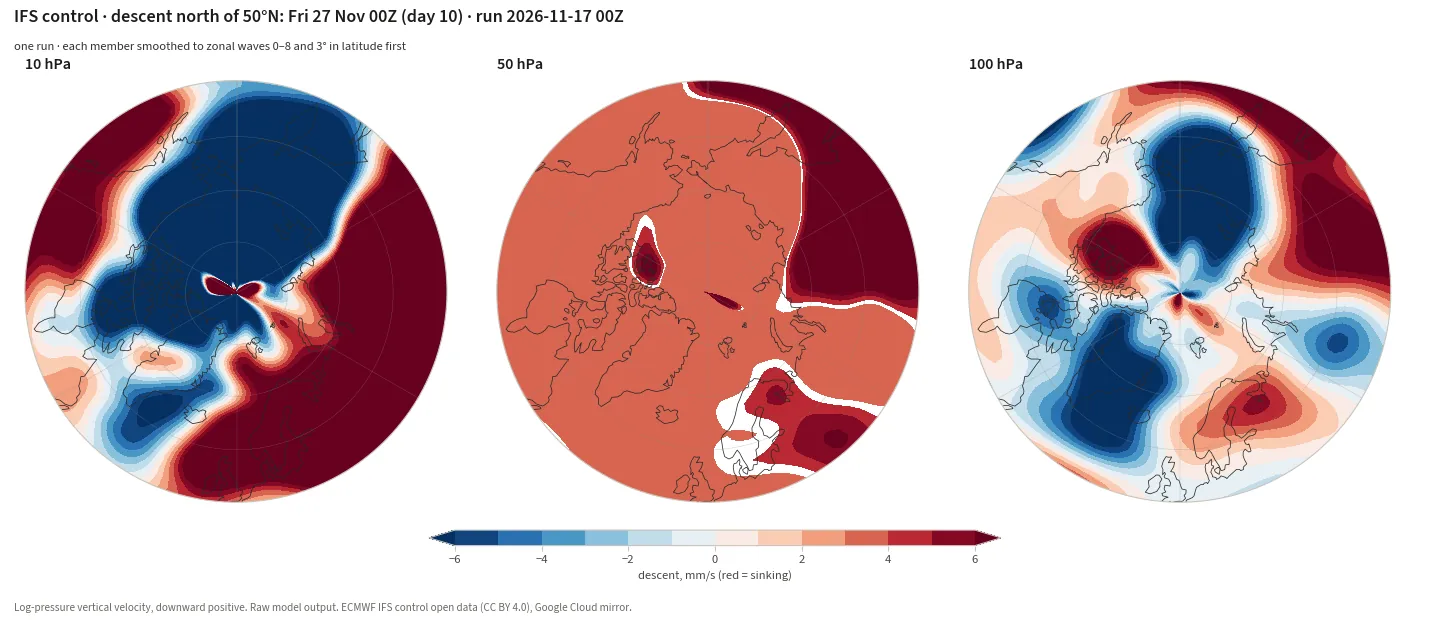 IFS control · descent north of 50°N: Fri 27 Nov 00Z (day 10) · run 2026-11-17 00Z
one run · each member smoothed to zonal waves 0–8 and 3° in latitude first
10 hPa
50 hPa
100 hPa
−6
−4
−2
0
2
4
6
descent, mm/s (red = sinking)
Log-pressure vertical velocity, downward positive. Raw model output. ECMWF IFS control open data (CC BY 4.0), Google Cloud mirror.